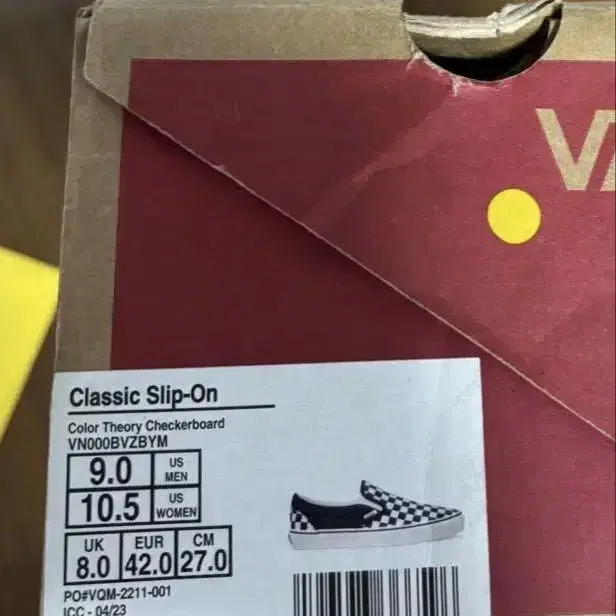 VA
Classic Slip-On
Color Theory Checkerboard
VN000BVZBYM
9.0 US MEN
10.5 US WOMEN
UK EUR CM
8.0 42.0 27.0
PO#VQM-2211-001
ICC - 04/23